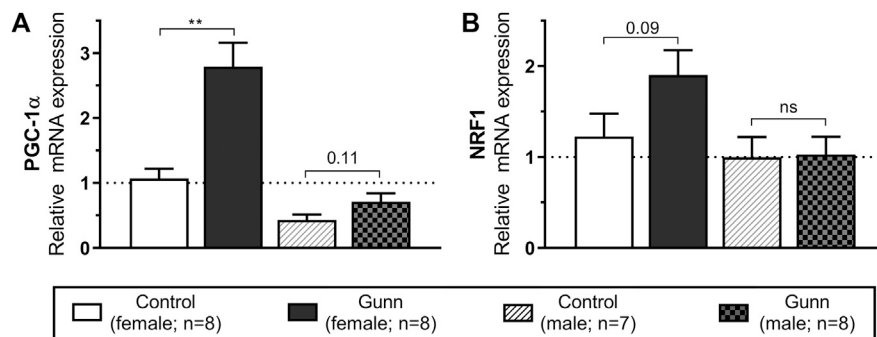 A
PGC-1α
Relative mRNA expression
3
2
1
0
**
0.11
B
NRF1
Relative mRNA expression
2
1
0
0.09
ns
Control
(female; n=8)
Gunn
(female; n=8)
Control
(male; n=7)
Gunn
(male; n=8)